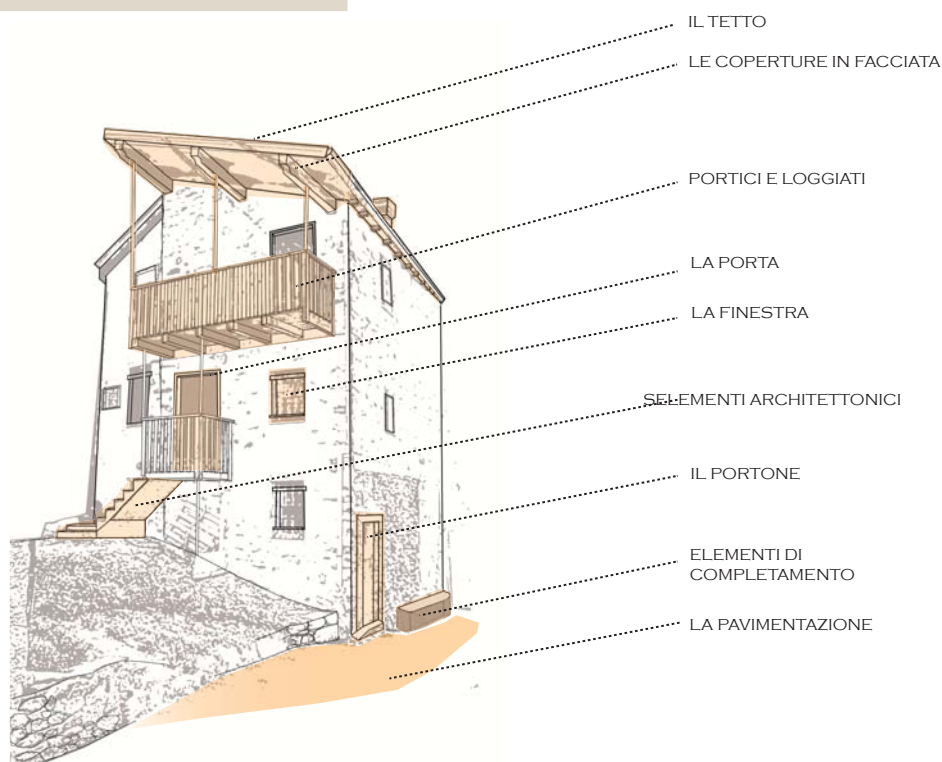 IL TETTO
LE COPERTURE IN FACCIATA
PORTICI E LOGGIATI
LA PORTA
LA FINESTRA
SELEMENTI ARCHITETTONICI
IL PORTONE
ELEMENTI DI
COMPLETAMENTO
LA PAVIMENTAZIONE